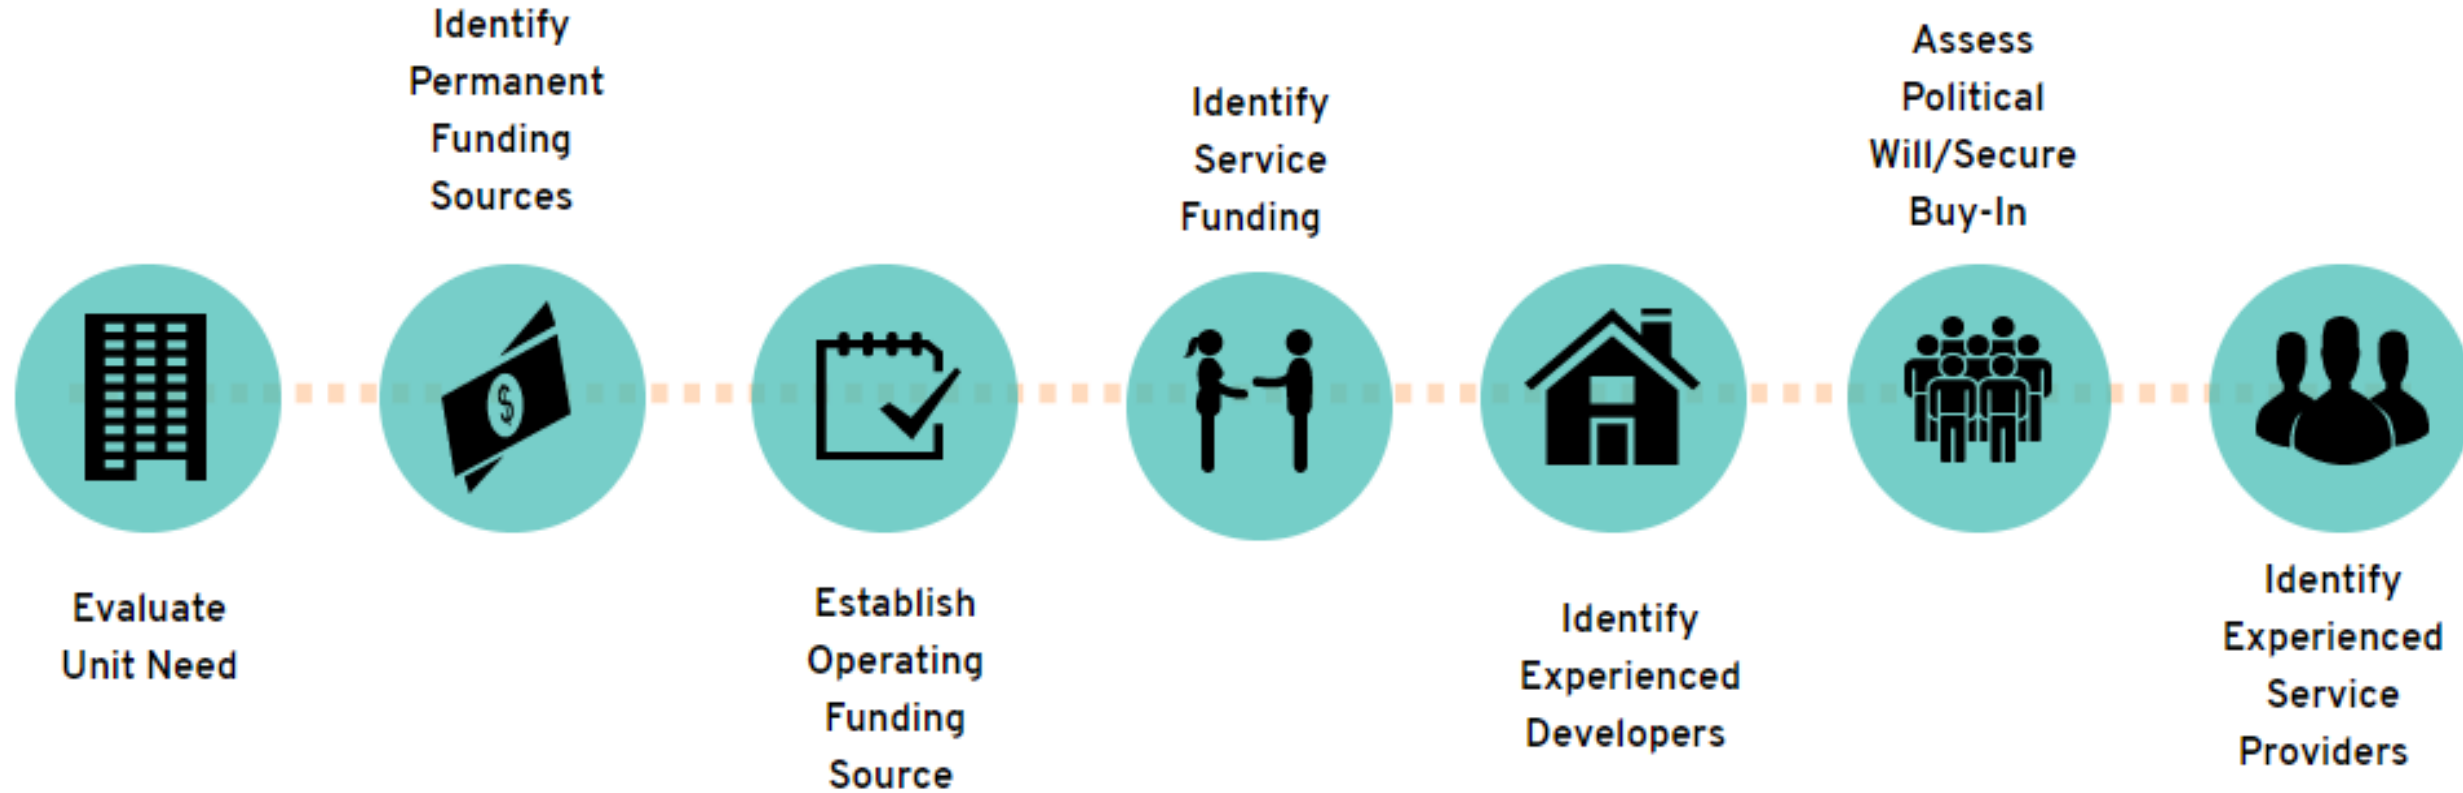 Evaluate
Unit Need
Identify
Permanent
Funding
Sources
$
Establish
Operating
Funding
Source
Identify
Service
Funding
Identify
Experienced
Developers
Assess
Political
Will/Secure
Buy-In
Identify
Experienced
Service
Providers